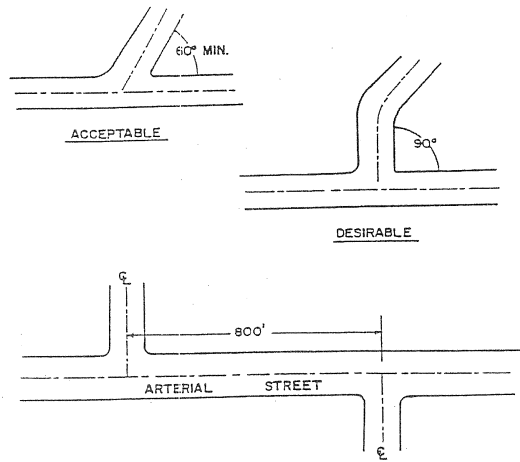 60° MIN.
ACCEPTABLE
90°
DESIRABLE
℄
800'
ARTERIAL STREET
℄